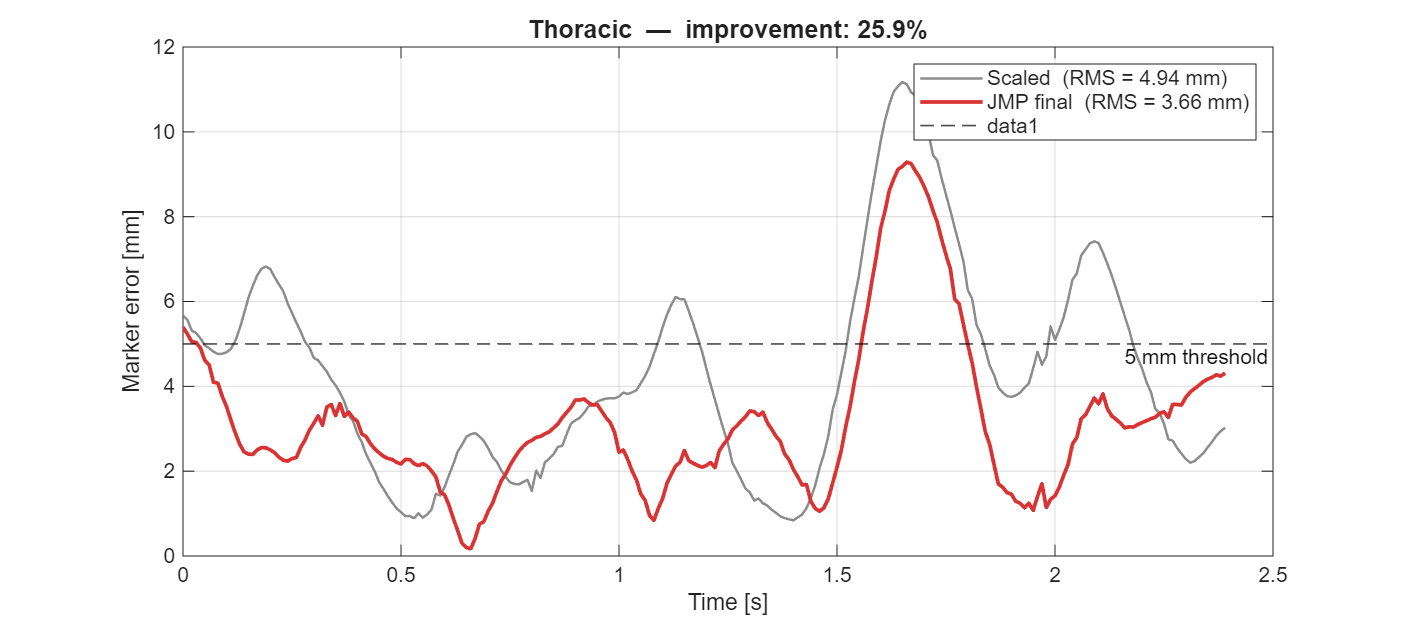 Thoracic — improvement: 25.9%
12
10
8
6
4
2
0
Marker error [mm]
Scaled (RMS = 4.94 mm)
JMP final (RMS = 3.66 mm)
data1
5 mm threshold
0 0.5 1 1.5 2 2.5
Time [s]